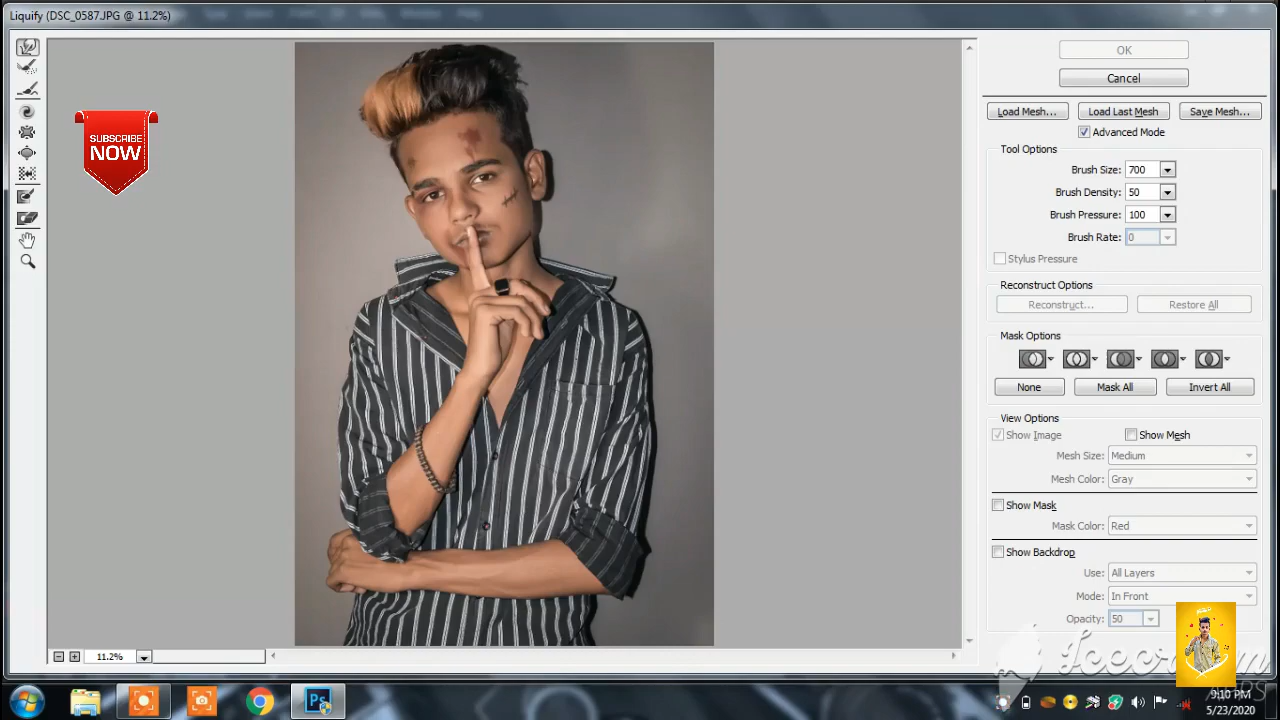 Liquify (DSC_0587.JPG @ 11.2%)
SUBSCRIBE
NOW
OK
Cancel
Load Mesh...
Load Last Mesh
Save Mesh...
Advanced Mode
Tool Options
Brush Size: 700
Brush Density: 50
Brush Pressure: 100
Brush Rate: 0
Stylus Pressure
Reconstruct Options
Reconstruct...
Restore All
Mask Options
None
Mask All
Invert All
View Options
Show Image
Show Mesh
Mesh Size: Medium
Mesh Color: Gray
Show Mask
Mask Color: Red
Show Backdrop
Use: All Layers
Mode: In Front
Opacity: 50
11.2%
Icecream
Ps
9:10 PM
5/23/2020